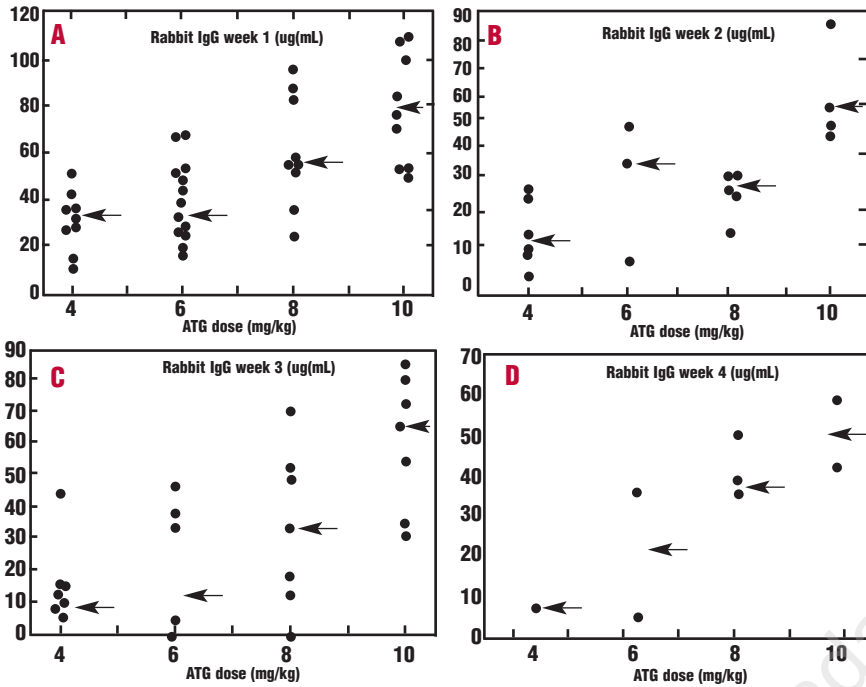 A
Rabbit IgG week 1 (ug(mL)
120
100
80
60
40
20
0
4 6 8 10
ATG dose (mg/kg)
B
Rabbit IgG week 2 (ug(mL)
90
80
70
60
50
40
30
20
10
0
4 6 8 10
ATG dose (mg/kg)
C
Rabbit IgG week 3 (ug(mL)
90
80
70
60
50
40
30
20
10
0
4 6 8 10
ATG dose (mg/kg)
D
Rabbit IgG week 4 (ug(mL)
70
60
50
40
30
20
10
0
4 6 8 10
ATG dose (mg/kg)